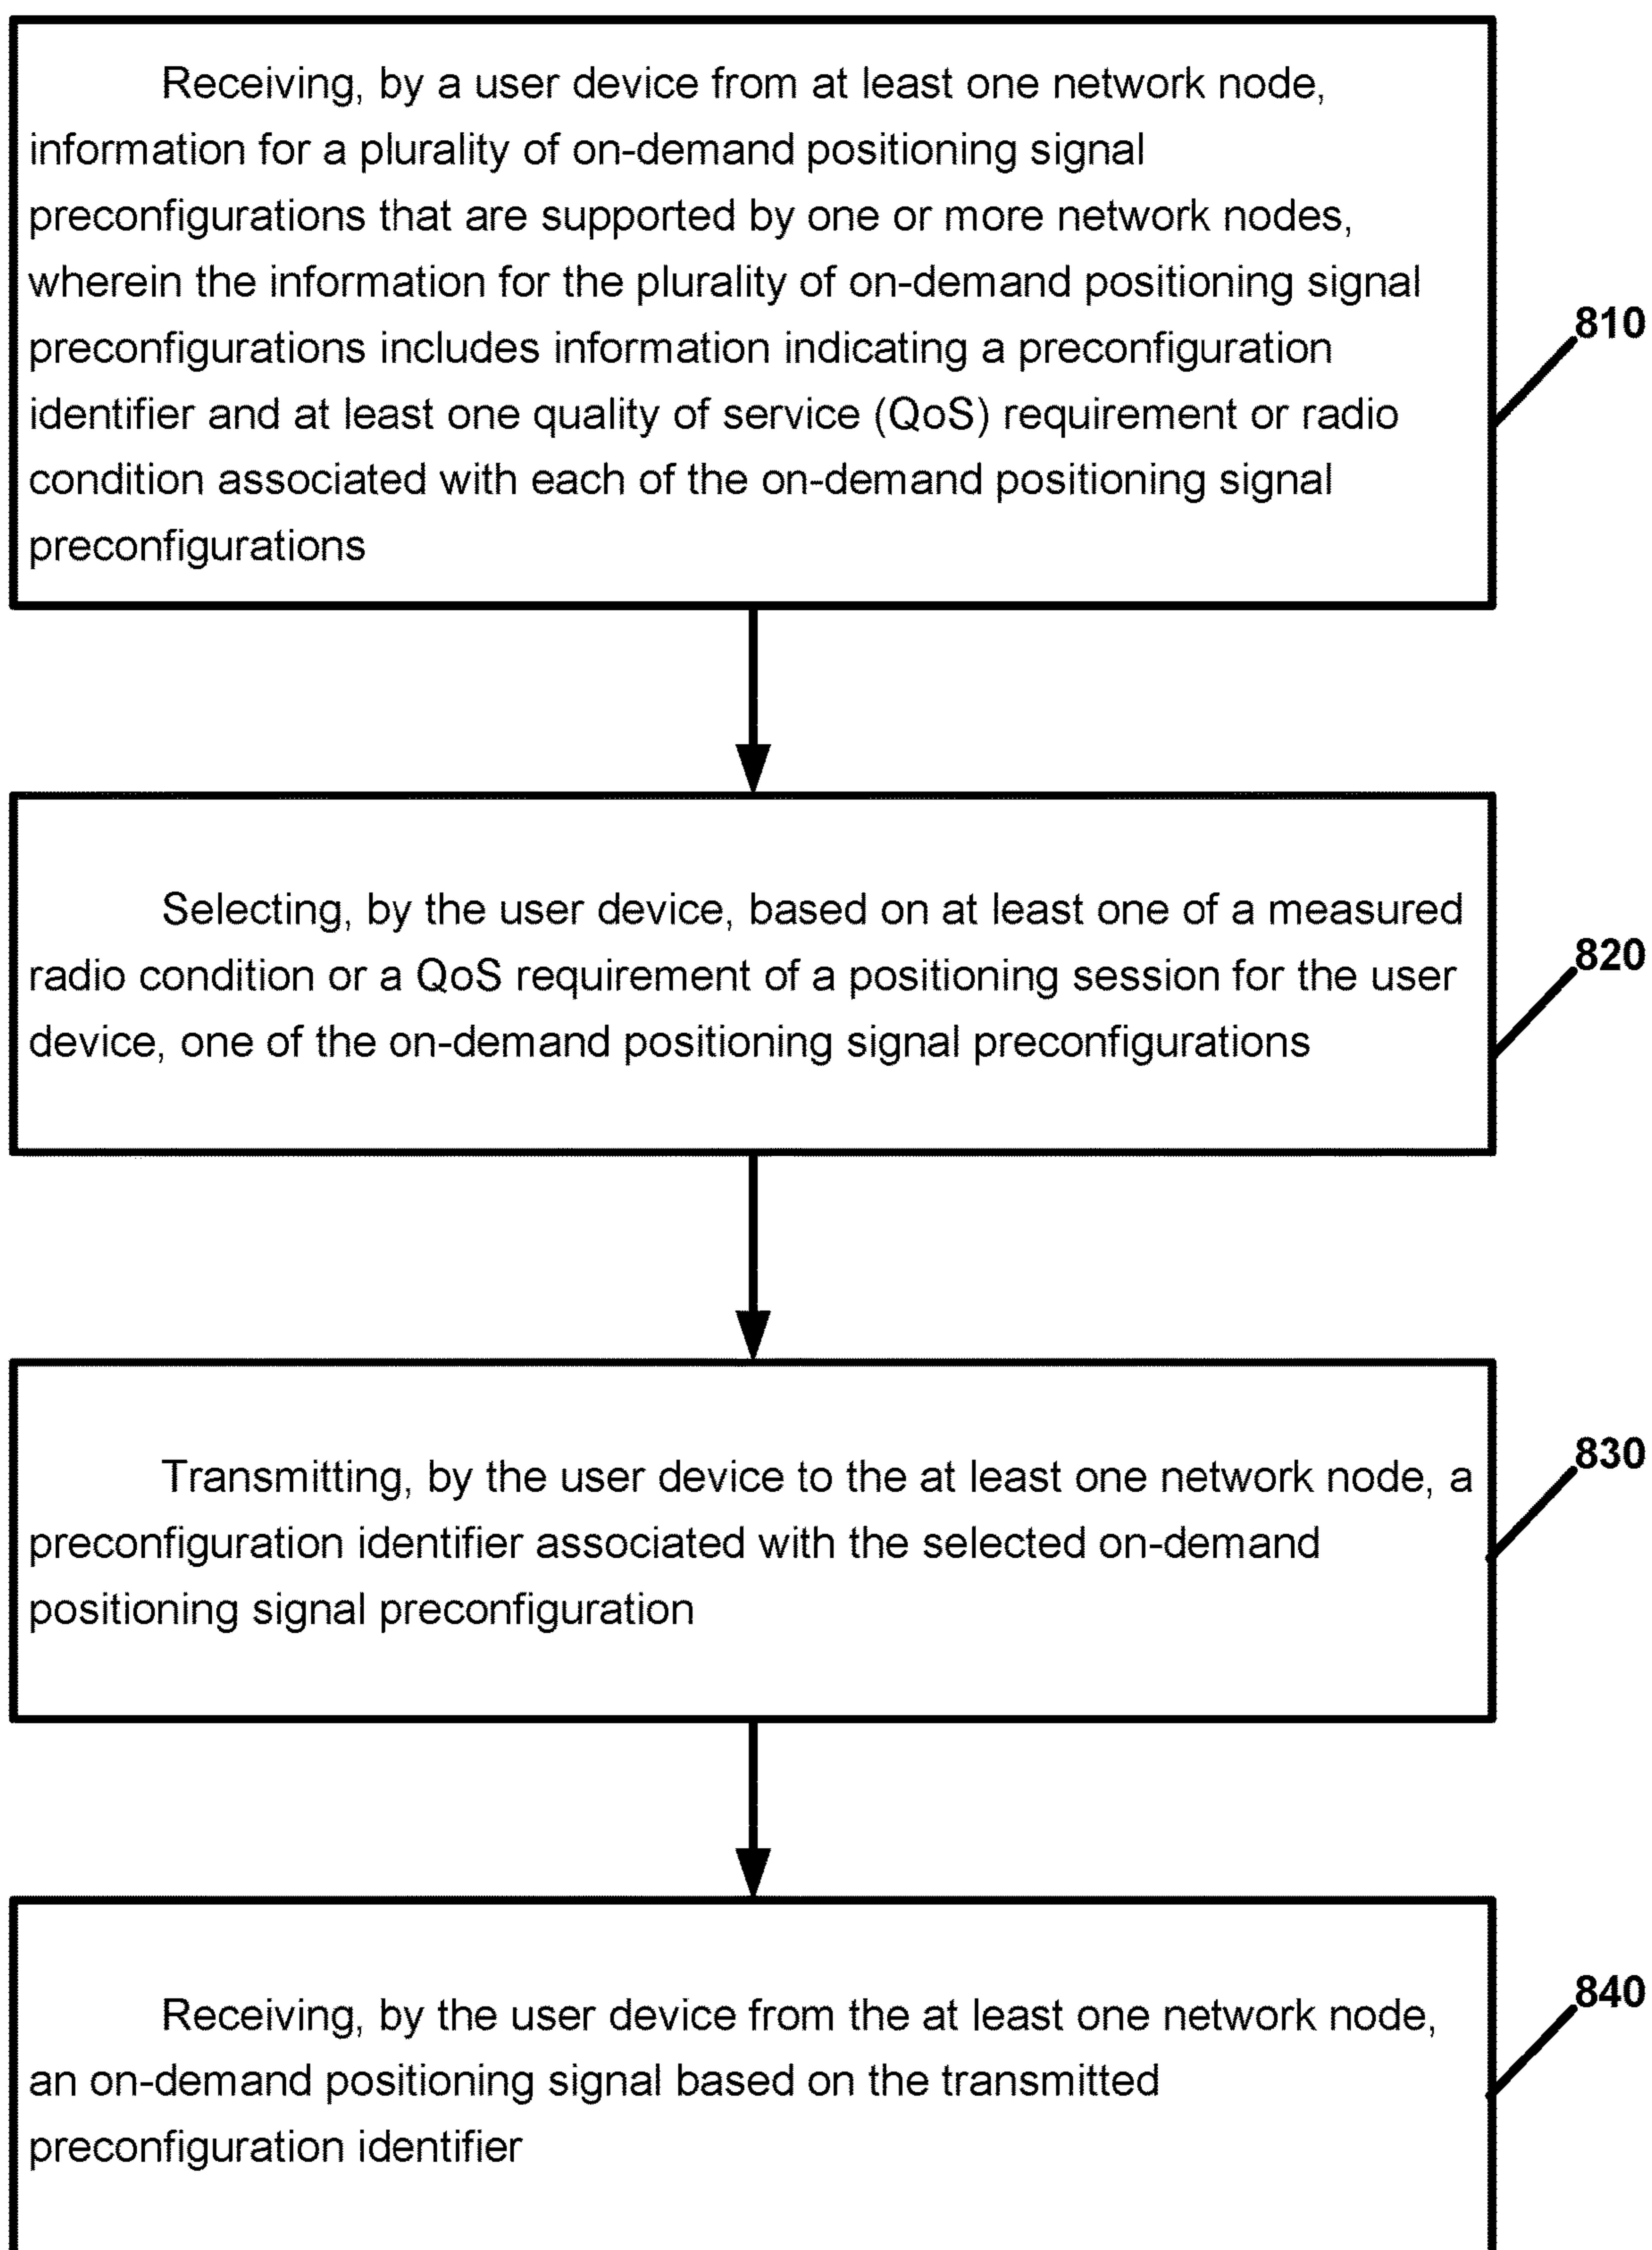 Receiving, by a user device from at least one network node,
information for a plurality of on-demand positioning signal
preconfigurations that are supported by one or more network nodes,
wherein the information for the plurality of on-demand positioning signal
preconfigurations includes information indicating a preconfiguration
identifier and at least one quality of service (QoS) requirement or radio
condition associated with each of the on-demand positioning signal
preconfigurations
810
Selecting, by the user device, based on at least one of a measured
radio condition or a QoS requirement of a positioning session for the user
device, one of the on-demand positioning signal preconfigurations
820
Transmitting, by the user device to the at least one network node, a
preconfiguration identifier associated with the selected on-demand
positioning signal preconfiguration
830
Receiving, by the user device from the at least one network node,
an on-demand positioning signal based on the transmitted
preconfiguration identifier
840